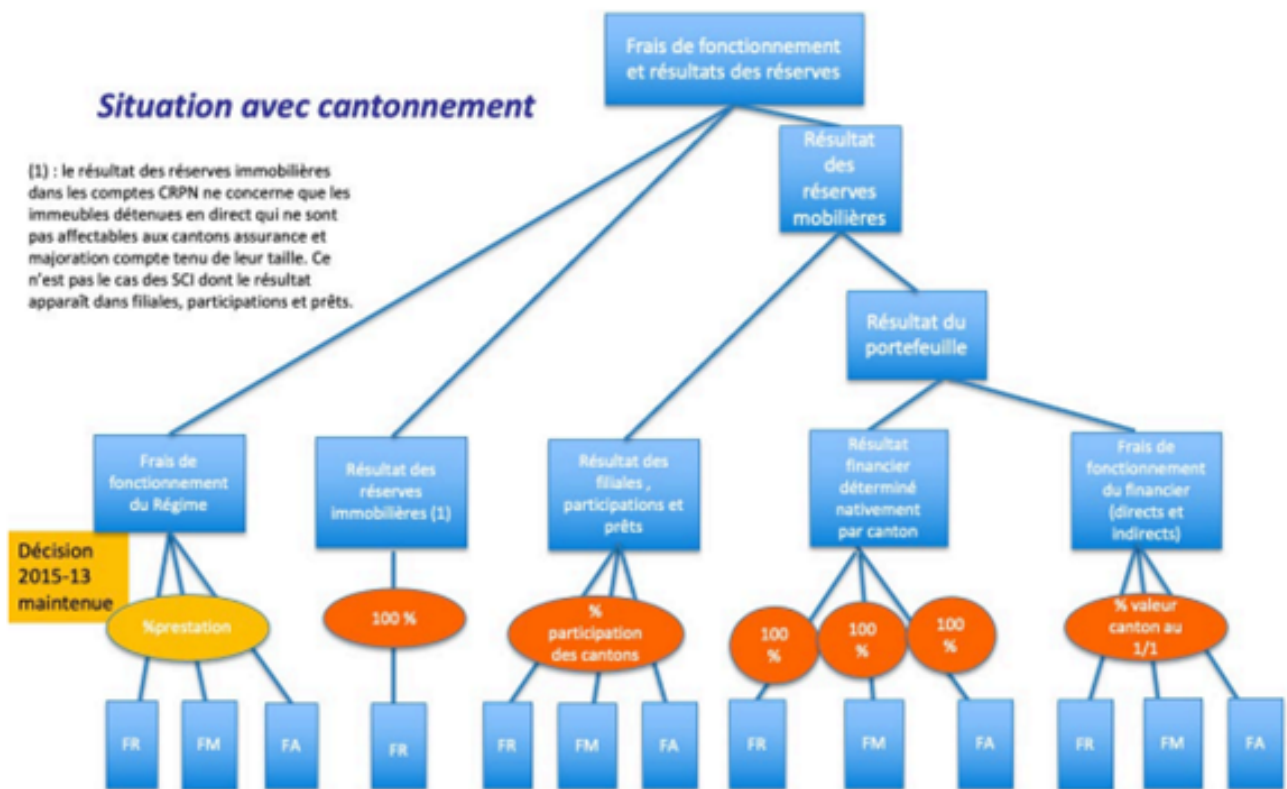 Frais de fonctionnement
et résultats des réserves
Situation avec cantonnement
(1) : le résultat des réserves immobilières
dans les comptes CRPN ne concerne que les
immeubles détenues en direct qui ne sont
pas affectables aux cantons assurance et
majoration compte tenu de leur taille. Ce
n'est pas le cas des SCI dont le résultat
apparaît dans filiales, participations et prêts.
Résultat
des
réserves
mobilières
Résultat du
portefeuille
Frais de
fonctionnement
du Régime
Résultat des
réserves
immobilières (1)
Résultat des
filiales ,
participations et
prêts
Résultat
financier
déterminé
nativement
par canton
Frais de
fonctionnement
du financier
(directs et
indirects)
Décision
2015-13
maintenue
%prestation
100 %
%
participation
des cantons
100
%
100
%
100
%
% valeur
canton au
1/1
FR
FM
FA
FR
FR
FM
FA
FR
FM
FA
FR
FM
FA